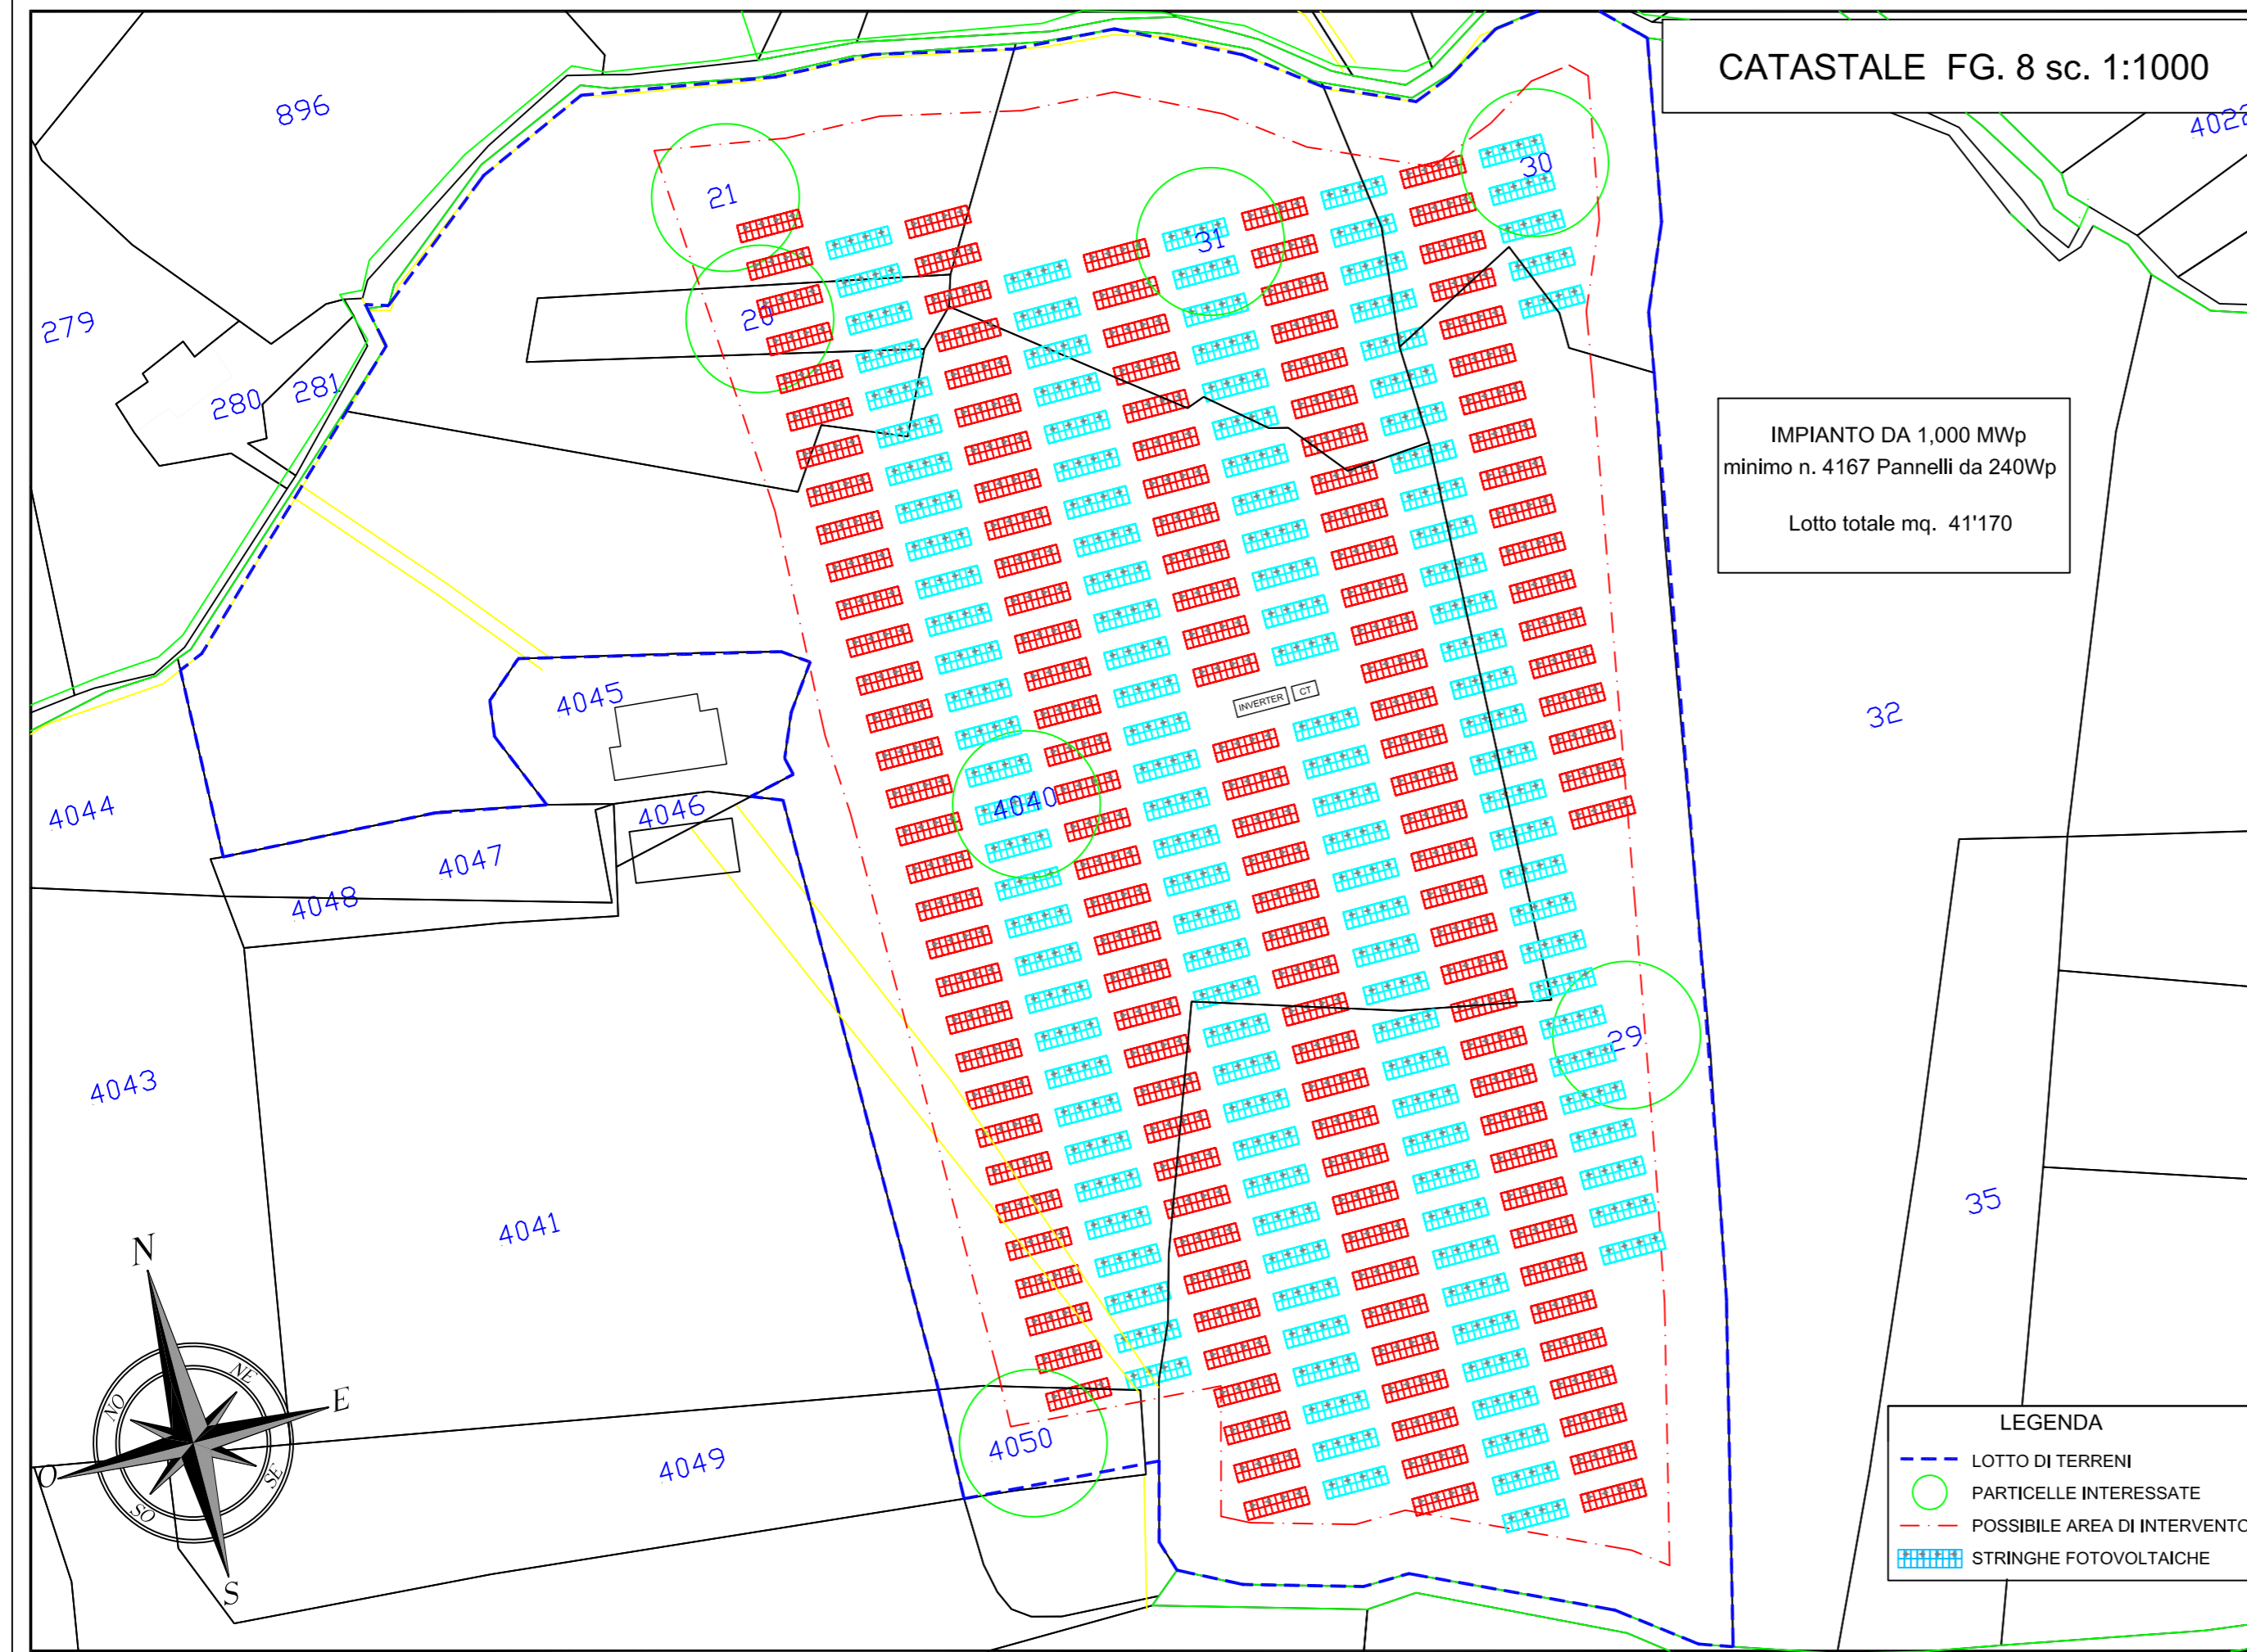 CATASTALE FG. 8 sc. 1:1000
896
21
30
31
279
20
280
281
IMPIANTO DA 1,000 MWp
minimo n. 4167 Pannelli da 240Wp
Lotto totale mq. 41'170
4045
INVERTER
CT
32
4044
4046
4040
4047
4048
29
4043
4041
35
N
NE
E
SE
S
SO
O
NO
4050
4049
LEGENDA
LOTTO DI TERRENI
PARTICELLE INTERESSATE
POSSIBILE AREA DI INTERVENTO
STRINGHE FOTOVOLTAICHE